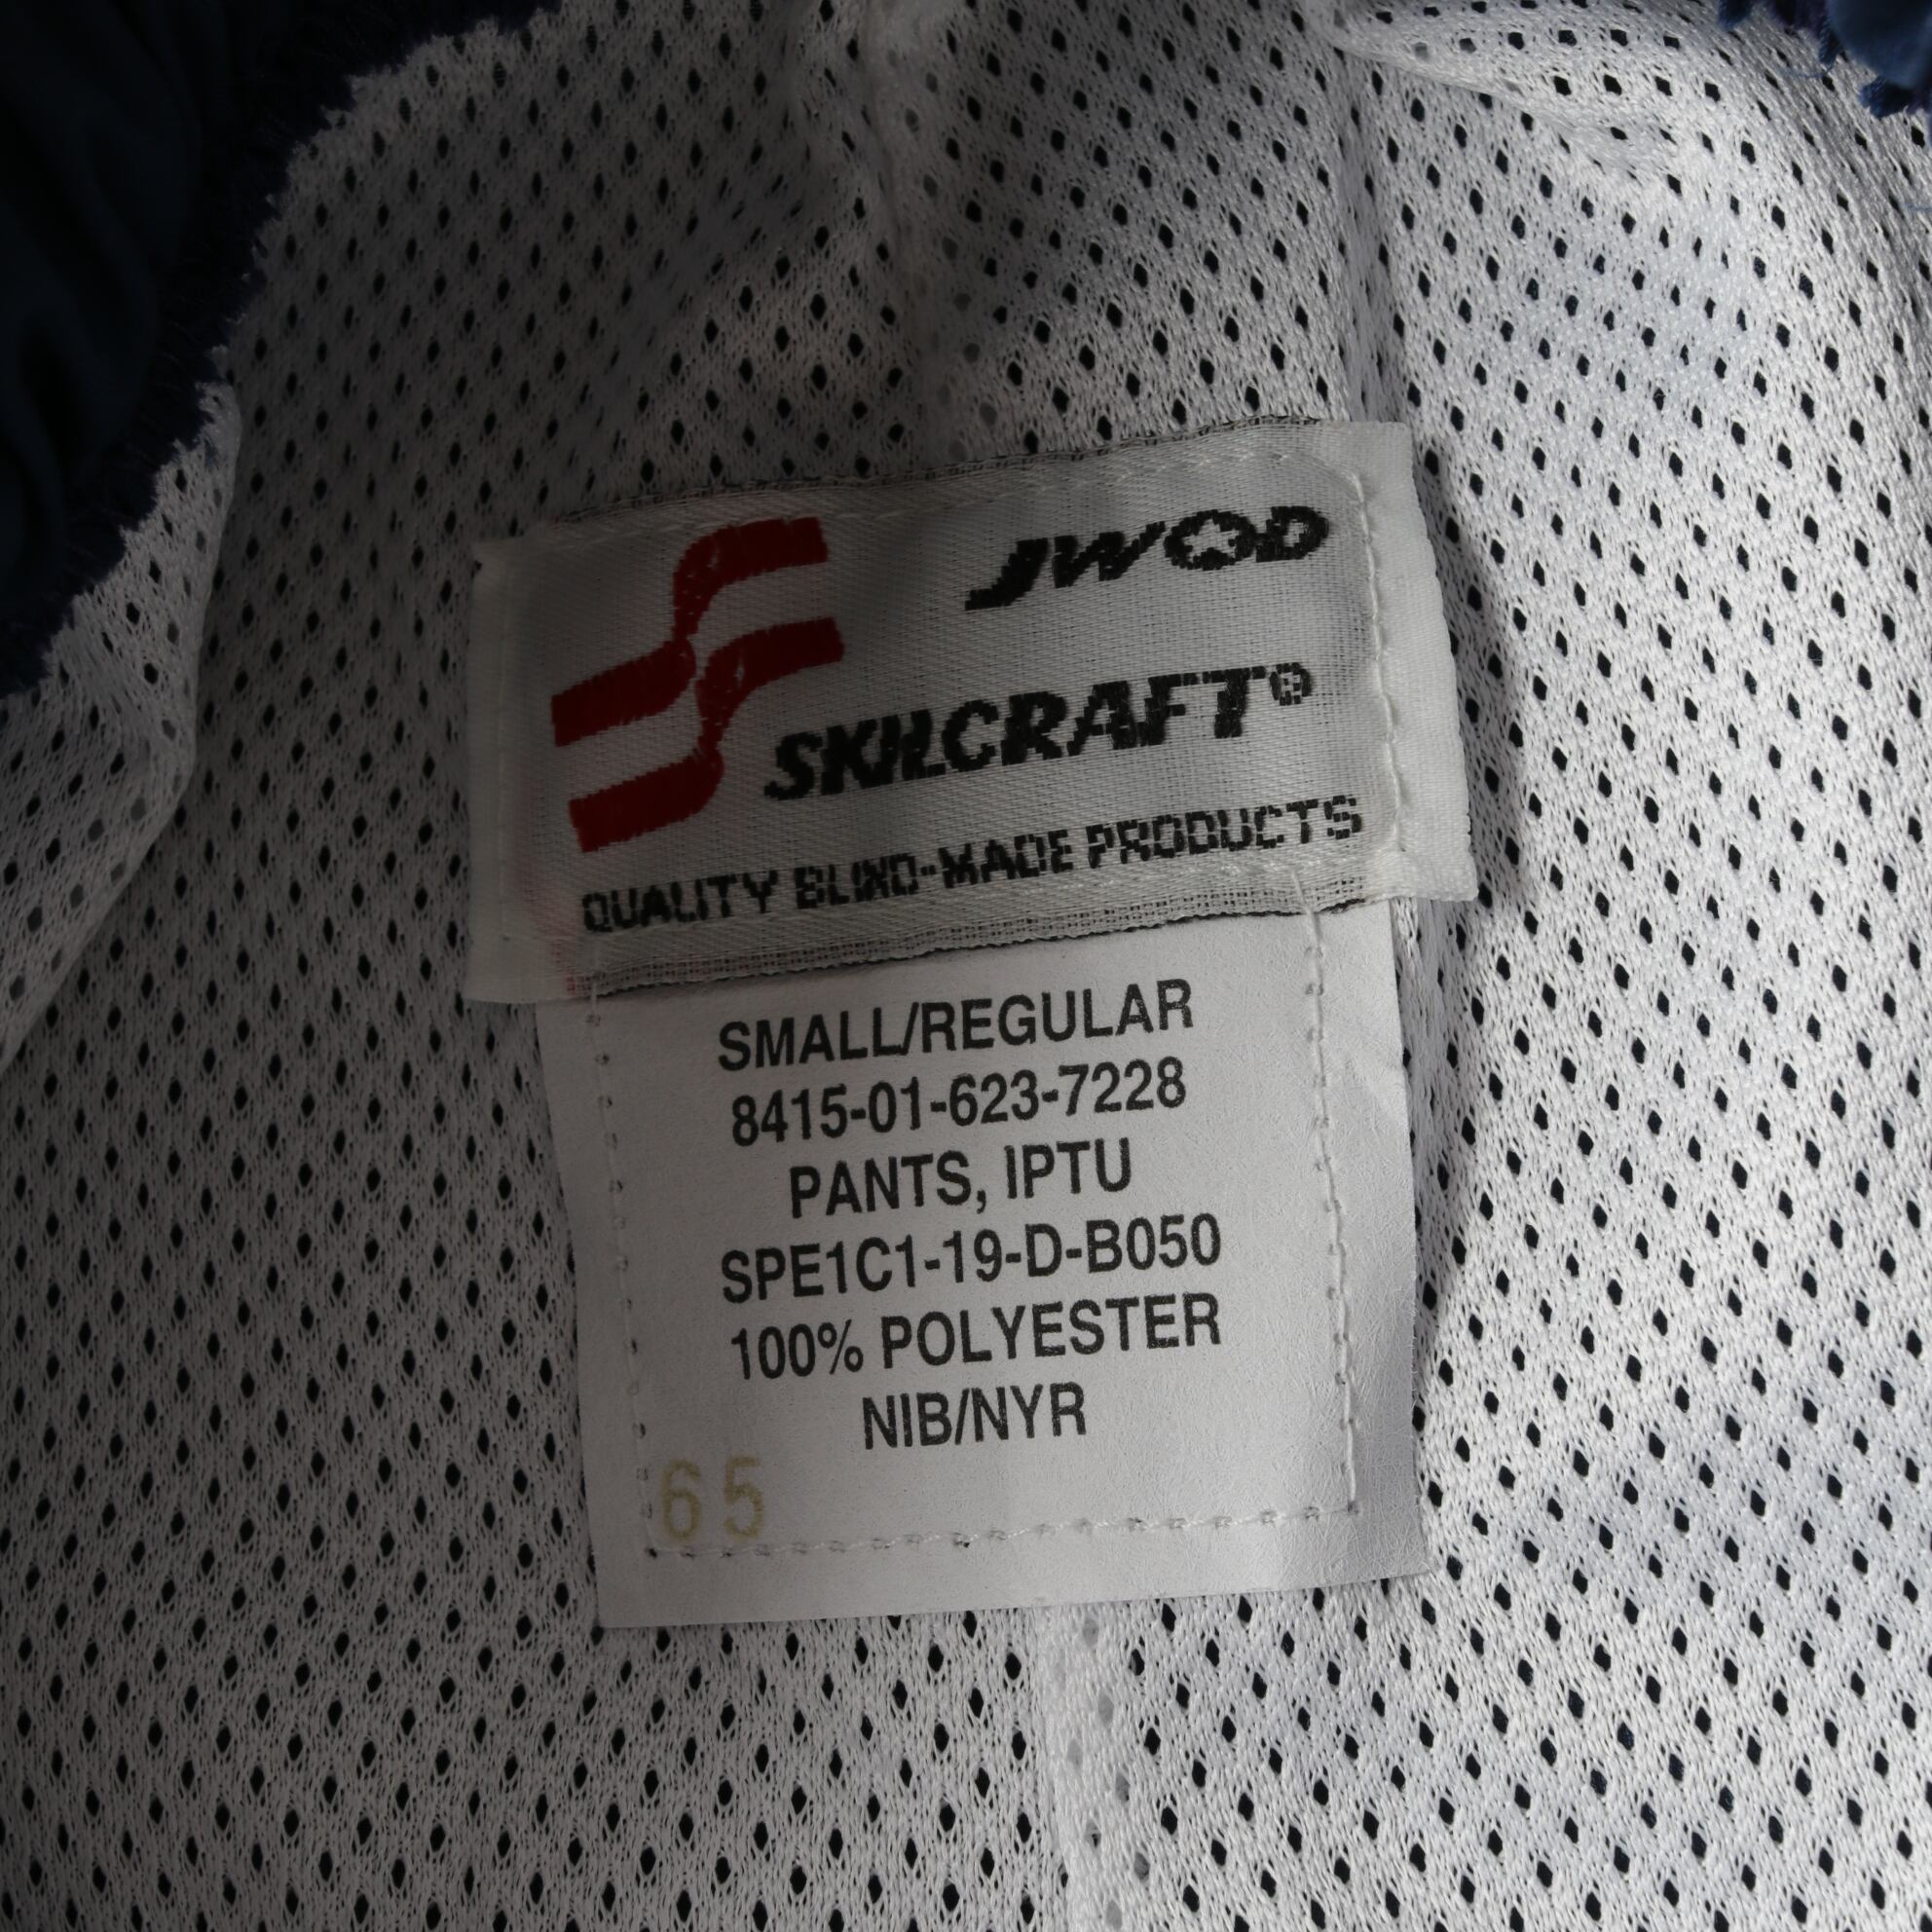 JWOD
SKILCRAFT®
QUALITY BLIND-MADE PRODUCTS
SMALL/REGULAR
8415-01-623-7228
PANTS, IPTU
SPE1C1-19-D-B050
100% POLYESTER
NIB/NYR
65